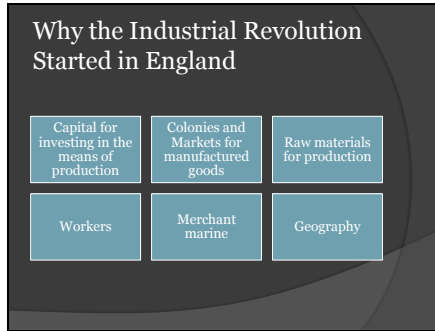 Why the Industrial Revolution
Started in England
Capital for
investing in the
means of
production
Colonies and
Markets for
manufactured
goods
Raw materials
for production
Workers
Merchant
marine
Geography